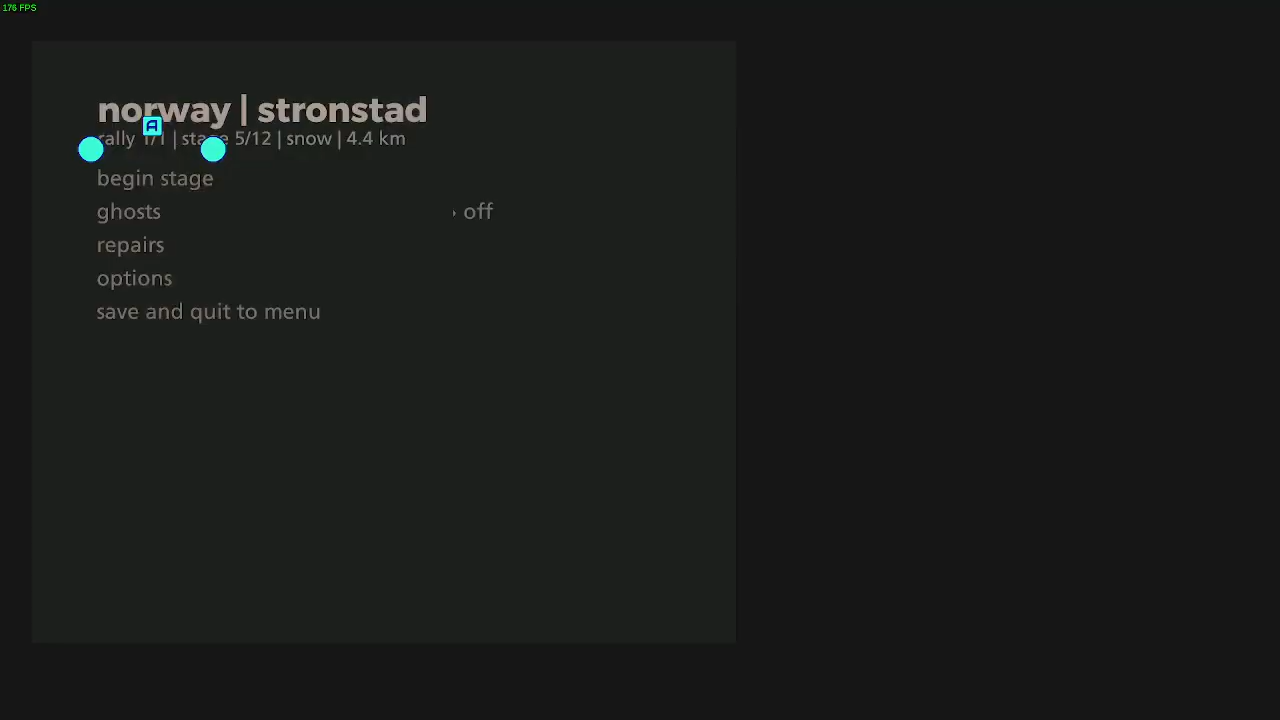 176 FPS
norway | stronstad
A
rally 1/1 | stage 5/12 | snow | 4.4 km
begin stage
ghosts off
repairs
options
save and quit to menu